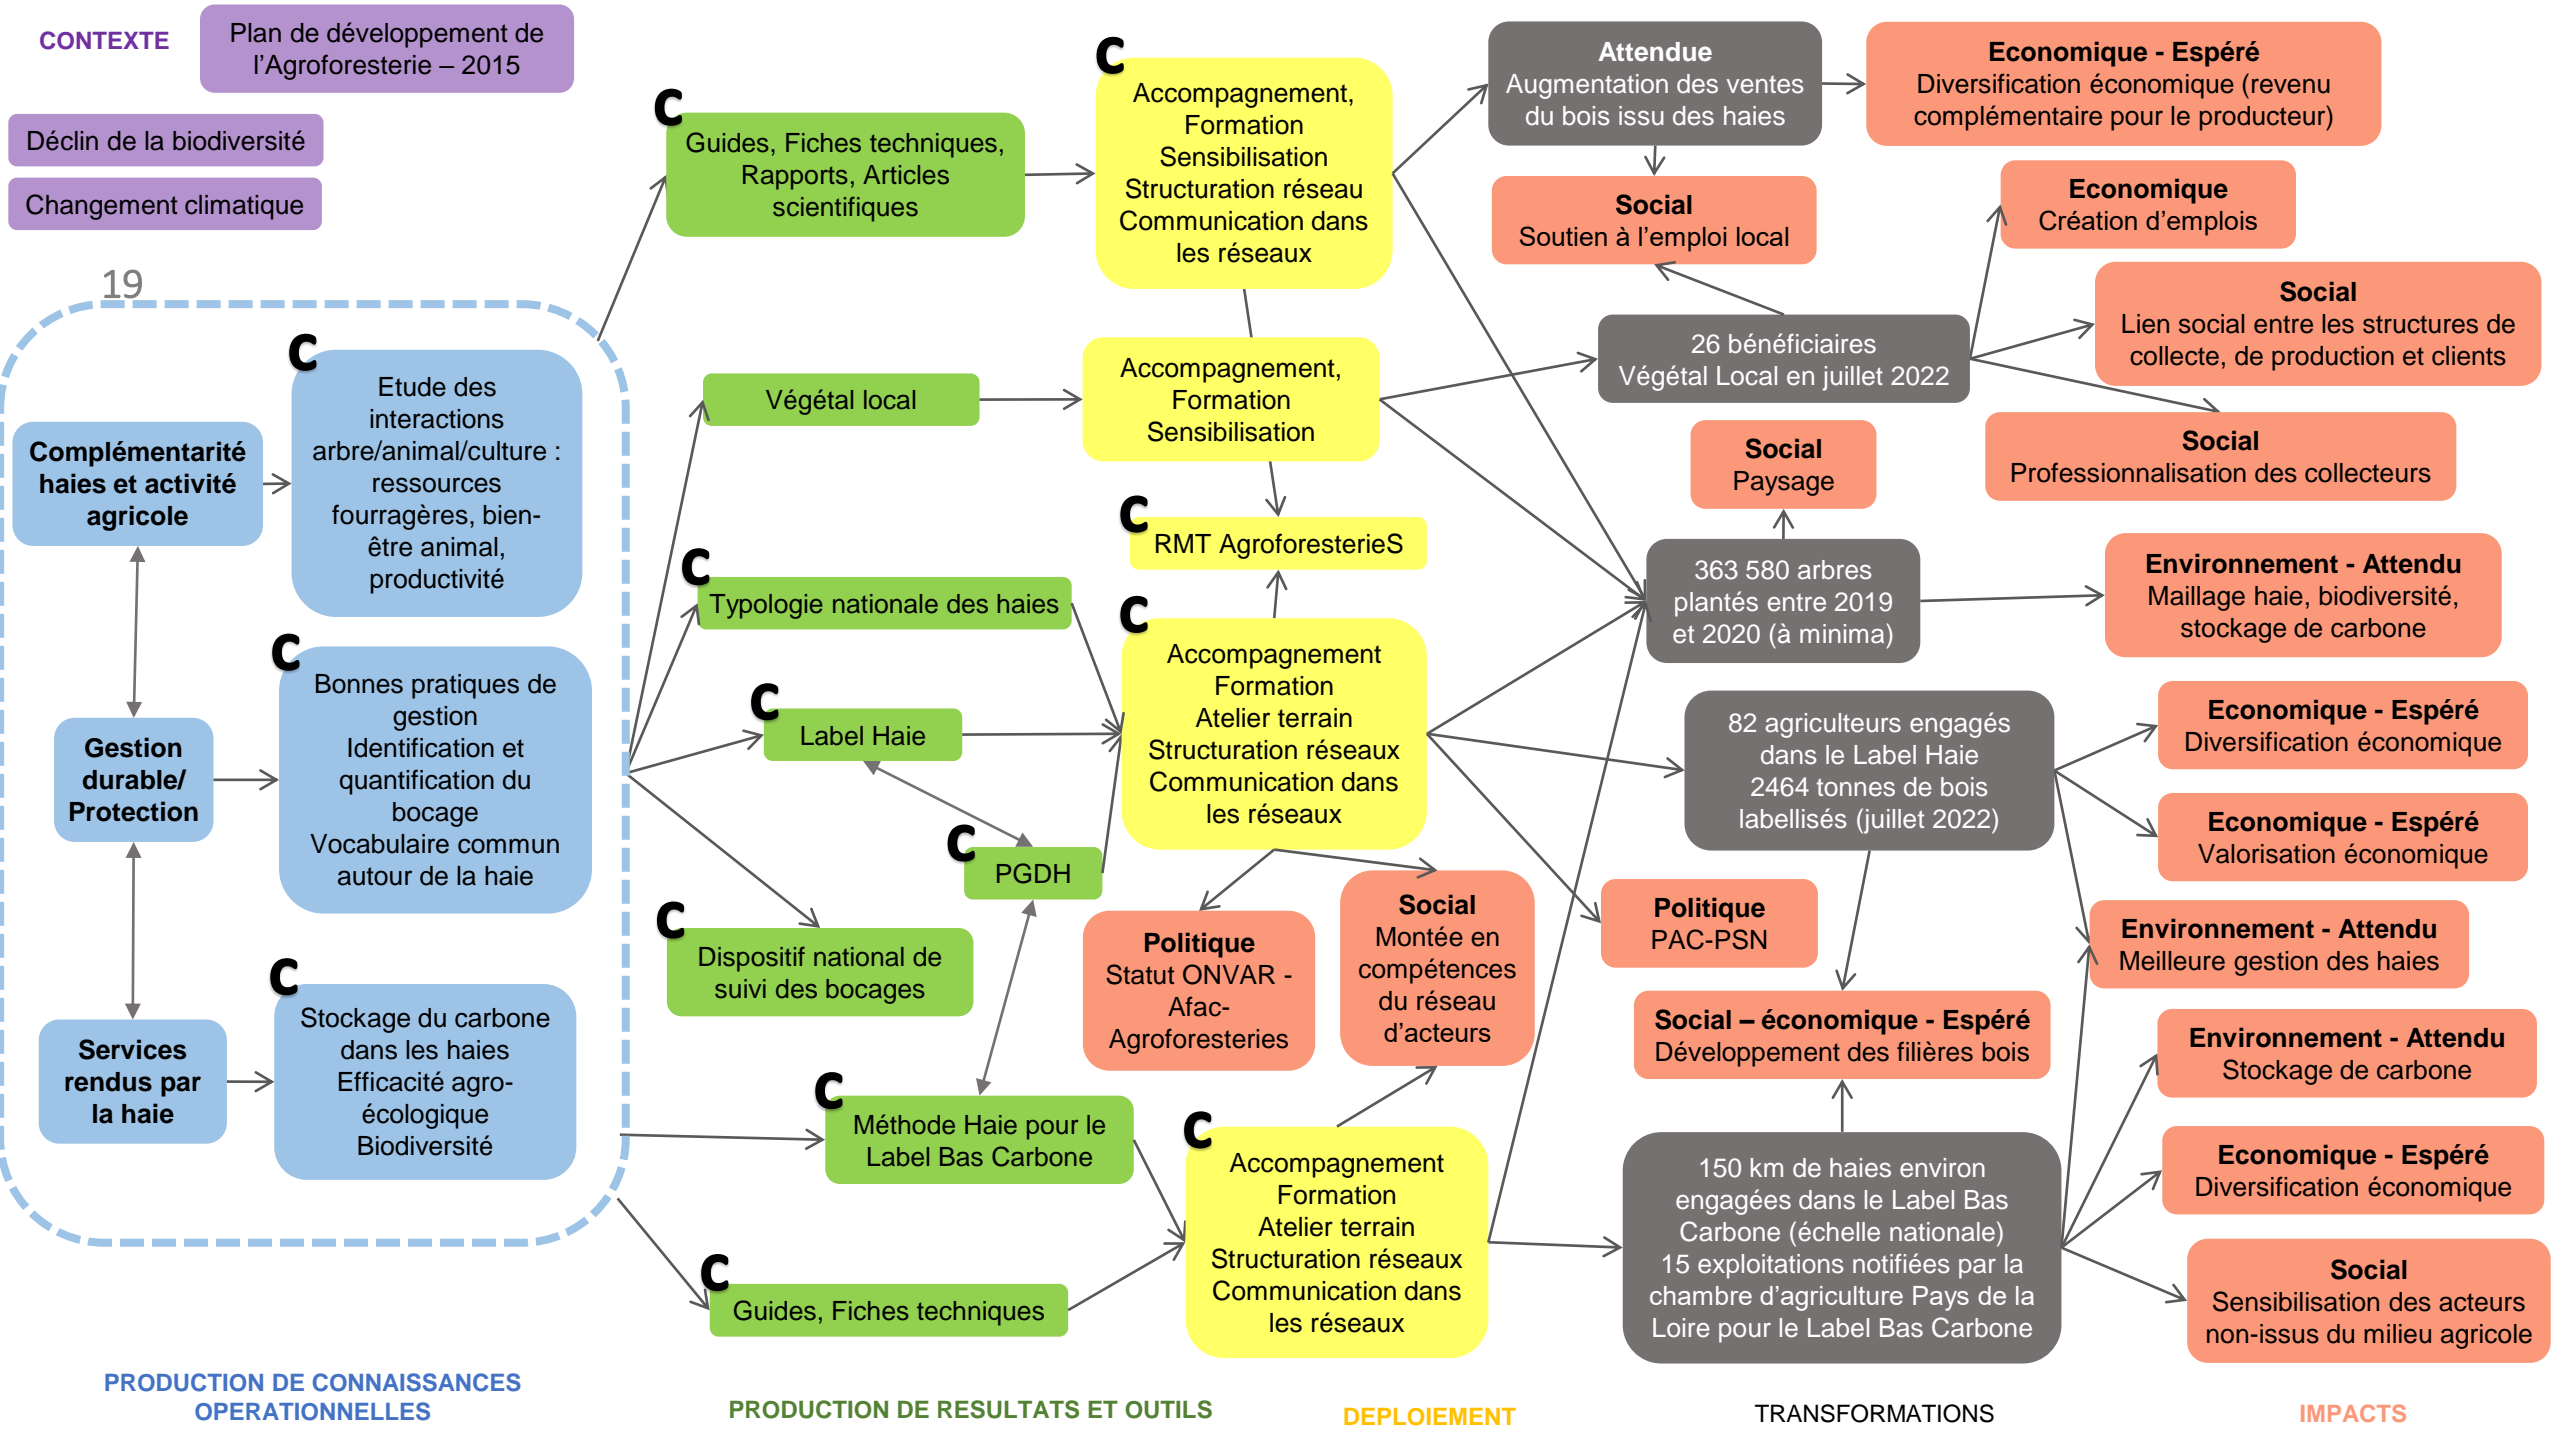 CONTEXTE
Plan de développement de
l’Agroforesterie – 2015
Déclin de la biodiversité
Changement climatique
19
Complémentarité
haies et activité
agricole
C
Etude des
interactions
arbre/animal/culture :
ressources
fourragères, bien-
être animal,
productivité
Gestion
durable/
Protection
C
Bonnes pratiques de
gestion
Identification et
quantification du
bocage
Vocabulaire commun
autour de la haie
Services
rendus par
la haie
C
Stockage du carbone
dans les haies
Efficacité agro-
écologique
Biodiversité
PRODUCTION DE CONNAISSANCES
OPERATIONNELLES
C
Guides, Fiches techniques,
Rapports, Articles
scientifiques
Végétal local
C
Typologie nationale des haies
C
Label Haie
C
PGDH
C
Dispositif national de
suivi des bocages
C
Méthode Haie pour le
Label Bas Carbone
C
Guides, Fiches techniques
PRODUCTION DE RESULTATS ET OUTILS
C
Accompagnement,
Formation
Sensibilisation
Structuration réseau
Communication dans
les réseaux
Accompagnement,
Formation
Sensibilisation
C
RMT AgroforesterieS
C
Accompagnement
Formation
Atelier terrain
Structuration réseaux
Communication dans
les réseaux
Politique
Statut ONVAR -
Afac-
Agroforesteries
Social
Montée en
compétences
du réseau
d’acteurs
C
Accompagnement
Formation
Atelier terrain
Structuration réseaux
Communication dans
les réseaux
DEPLOIEMENT
Attendue
Augmentation des ventes
du bois issu des haies
Social
Soutien à l’emploi local
26 bénéficiaires
Végétal Local en juillet 2022
Social
Paysage
363 580 arbres
plantés entre 2019
et 2020 (à minima)
82 agriculteurs engagés
dans le Label Haie
2464 tonnes de bois
labellisés (juillet 2022)
Politique
PAC-PSN
Social – économique - Espéré
Développement des filières bois
150 km de haies environ
engagées dans le Label Bas
Carbone (échelle nationale)
15 exploitations notifiées par la
chambre d’agriculture Pays de la
Loire pour le Label Bas Carbone
TRANSFORMATIONS
Economique - Espéré
Diversification économique (revenu
complémentaire pour le producteur)
Economique
Création d’emplois
Social
Lien social entre les structures de
collecte, de production et clients
Social
Professionnalisation des collecteurs
Environnement - Attendu
Maillage haie, biodiversité,
stockage de carbone
Economique - Espéré
Diversification économique
Economique - Espéré
Valorisation économique
Environnement - Attendu
Meilleure gestion des haies
Environnement - Attendu
Stockage de carbone
Economique - Espéré
Diversification économique
Social
Sensibilisation des acteurs
non-issus du milieu agricole
IMPACTS